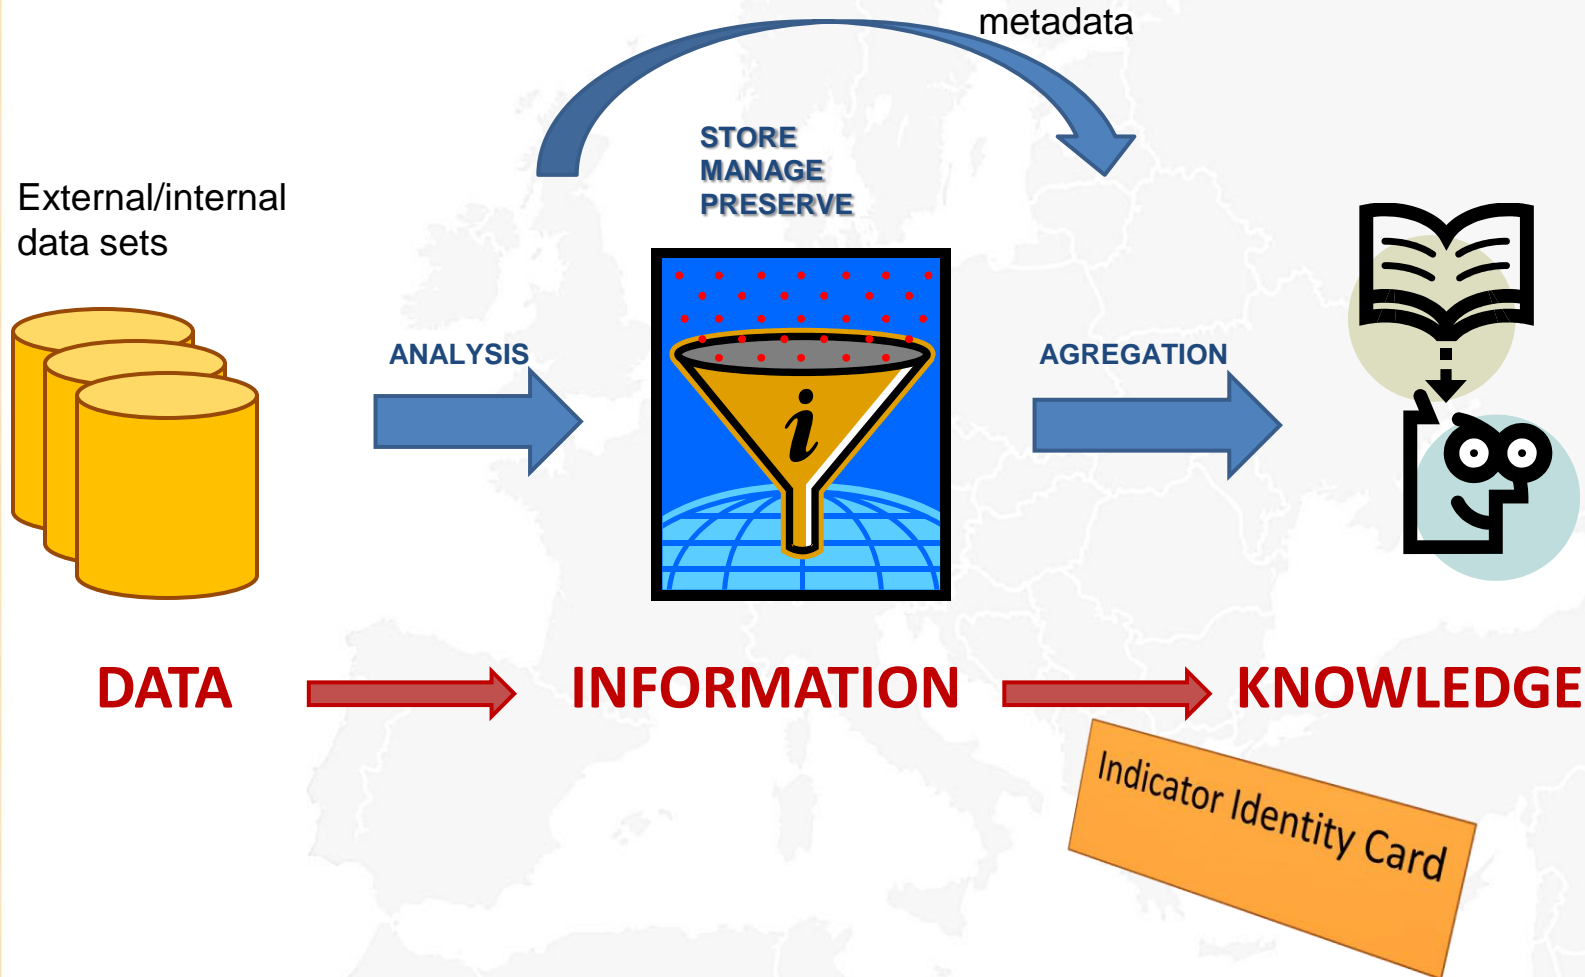 metadata
STORE
MANAGE
PRESERVE
External/internal
data sets
ANALYSIS
AGREGATION
i
DATA
INFORMATION
KNOWLEDGE
Indicator Identity Card